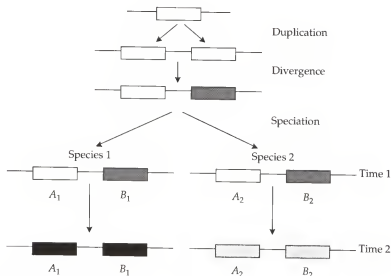 Duplication
Divergence
Speciation
Species 1 Species 2
Time 1
A1 B1 A2 B2
Time 2
A1 B1 A2 B2